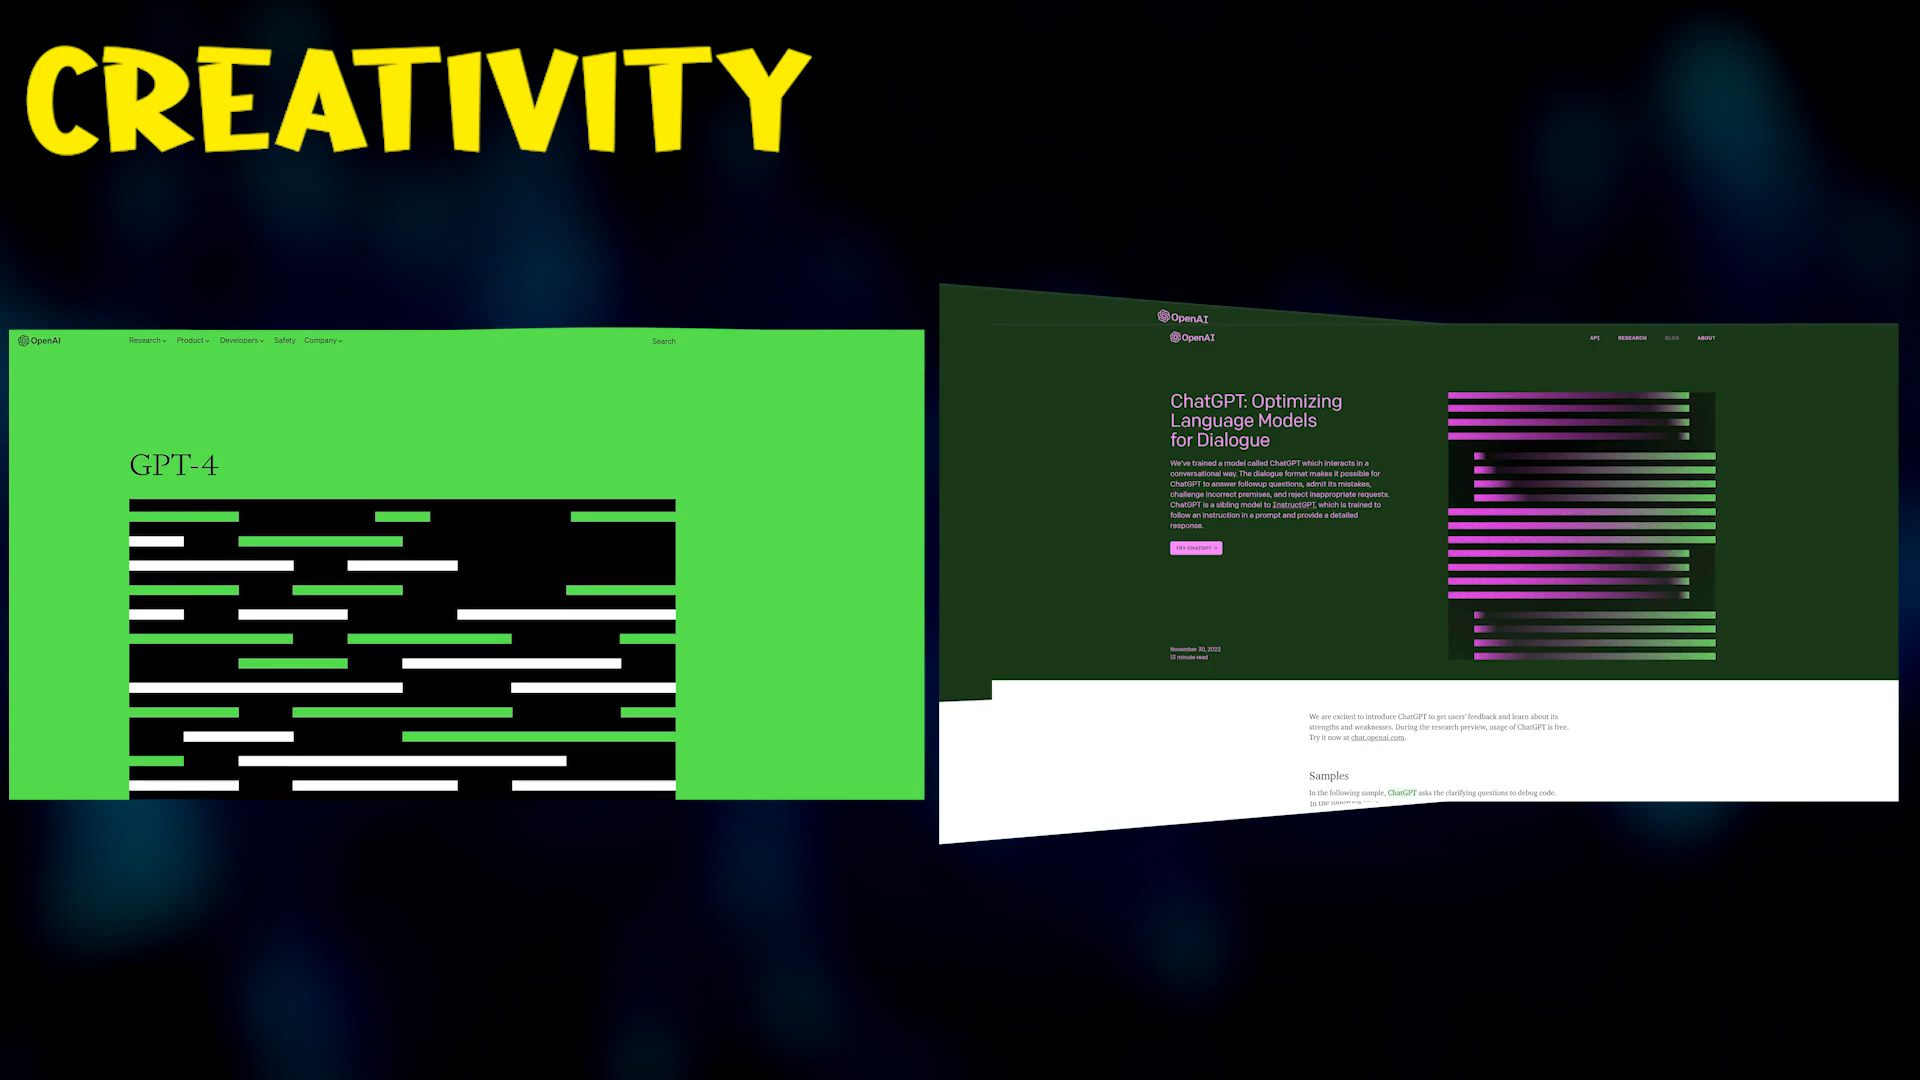 CREATIVITY
OpenAI
Research
Product
Developers
Safety
Company
Search
GPT-4
OpenAI
OpenAI
API
RESEARCH
BLOG
ABOUT
ChatGPT: Optimizing
Language Models
for Dialogue
We've trained a model called ChatGPT which interacts in a
conversational way. The dialogue format makes it possible for
ChatGPT to answer followup questions, admit its mistakes,
challenge incorrect premises, and reject inappropriate requests.
ChatGPT is a sibling model to InstructGPT, which is trained to
follow an instruction in a prompt and provide a detailed
response.
TRY CHATGPT
November 30, 2022
13 minute read
We are excited to introduce ChatGPT to get users' feedback and learn about its
strengths and weaknesses. During the research preview, usage of ChatGPT is free.
Try it now at chat.openai.com.
Samples
In the following sample, ChatGPT asks the clarifying questions to debug code.
In the following